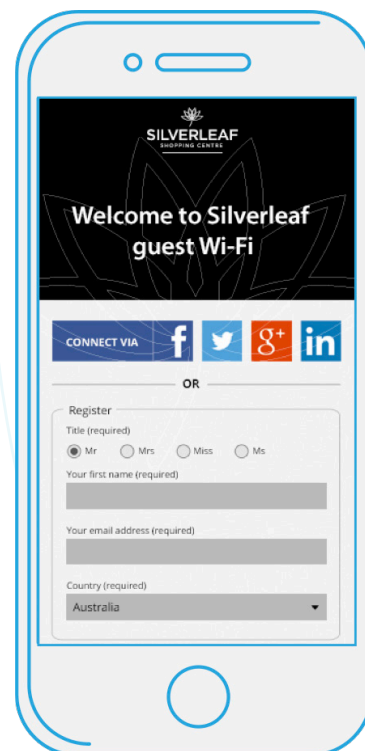 SILVERLEAF
SHOPPING CENTRE
Welcome to Silverleaf
guest Wi-Fi
CONNECT VIA f g+ in
OR
Register
Title (required)
Mr Mrs Miss Ms
Your first name (required)
Your email address (required)
Country (required)
Australia